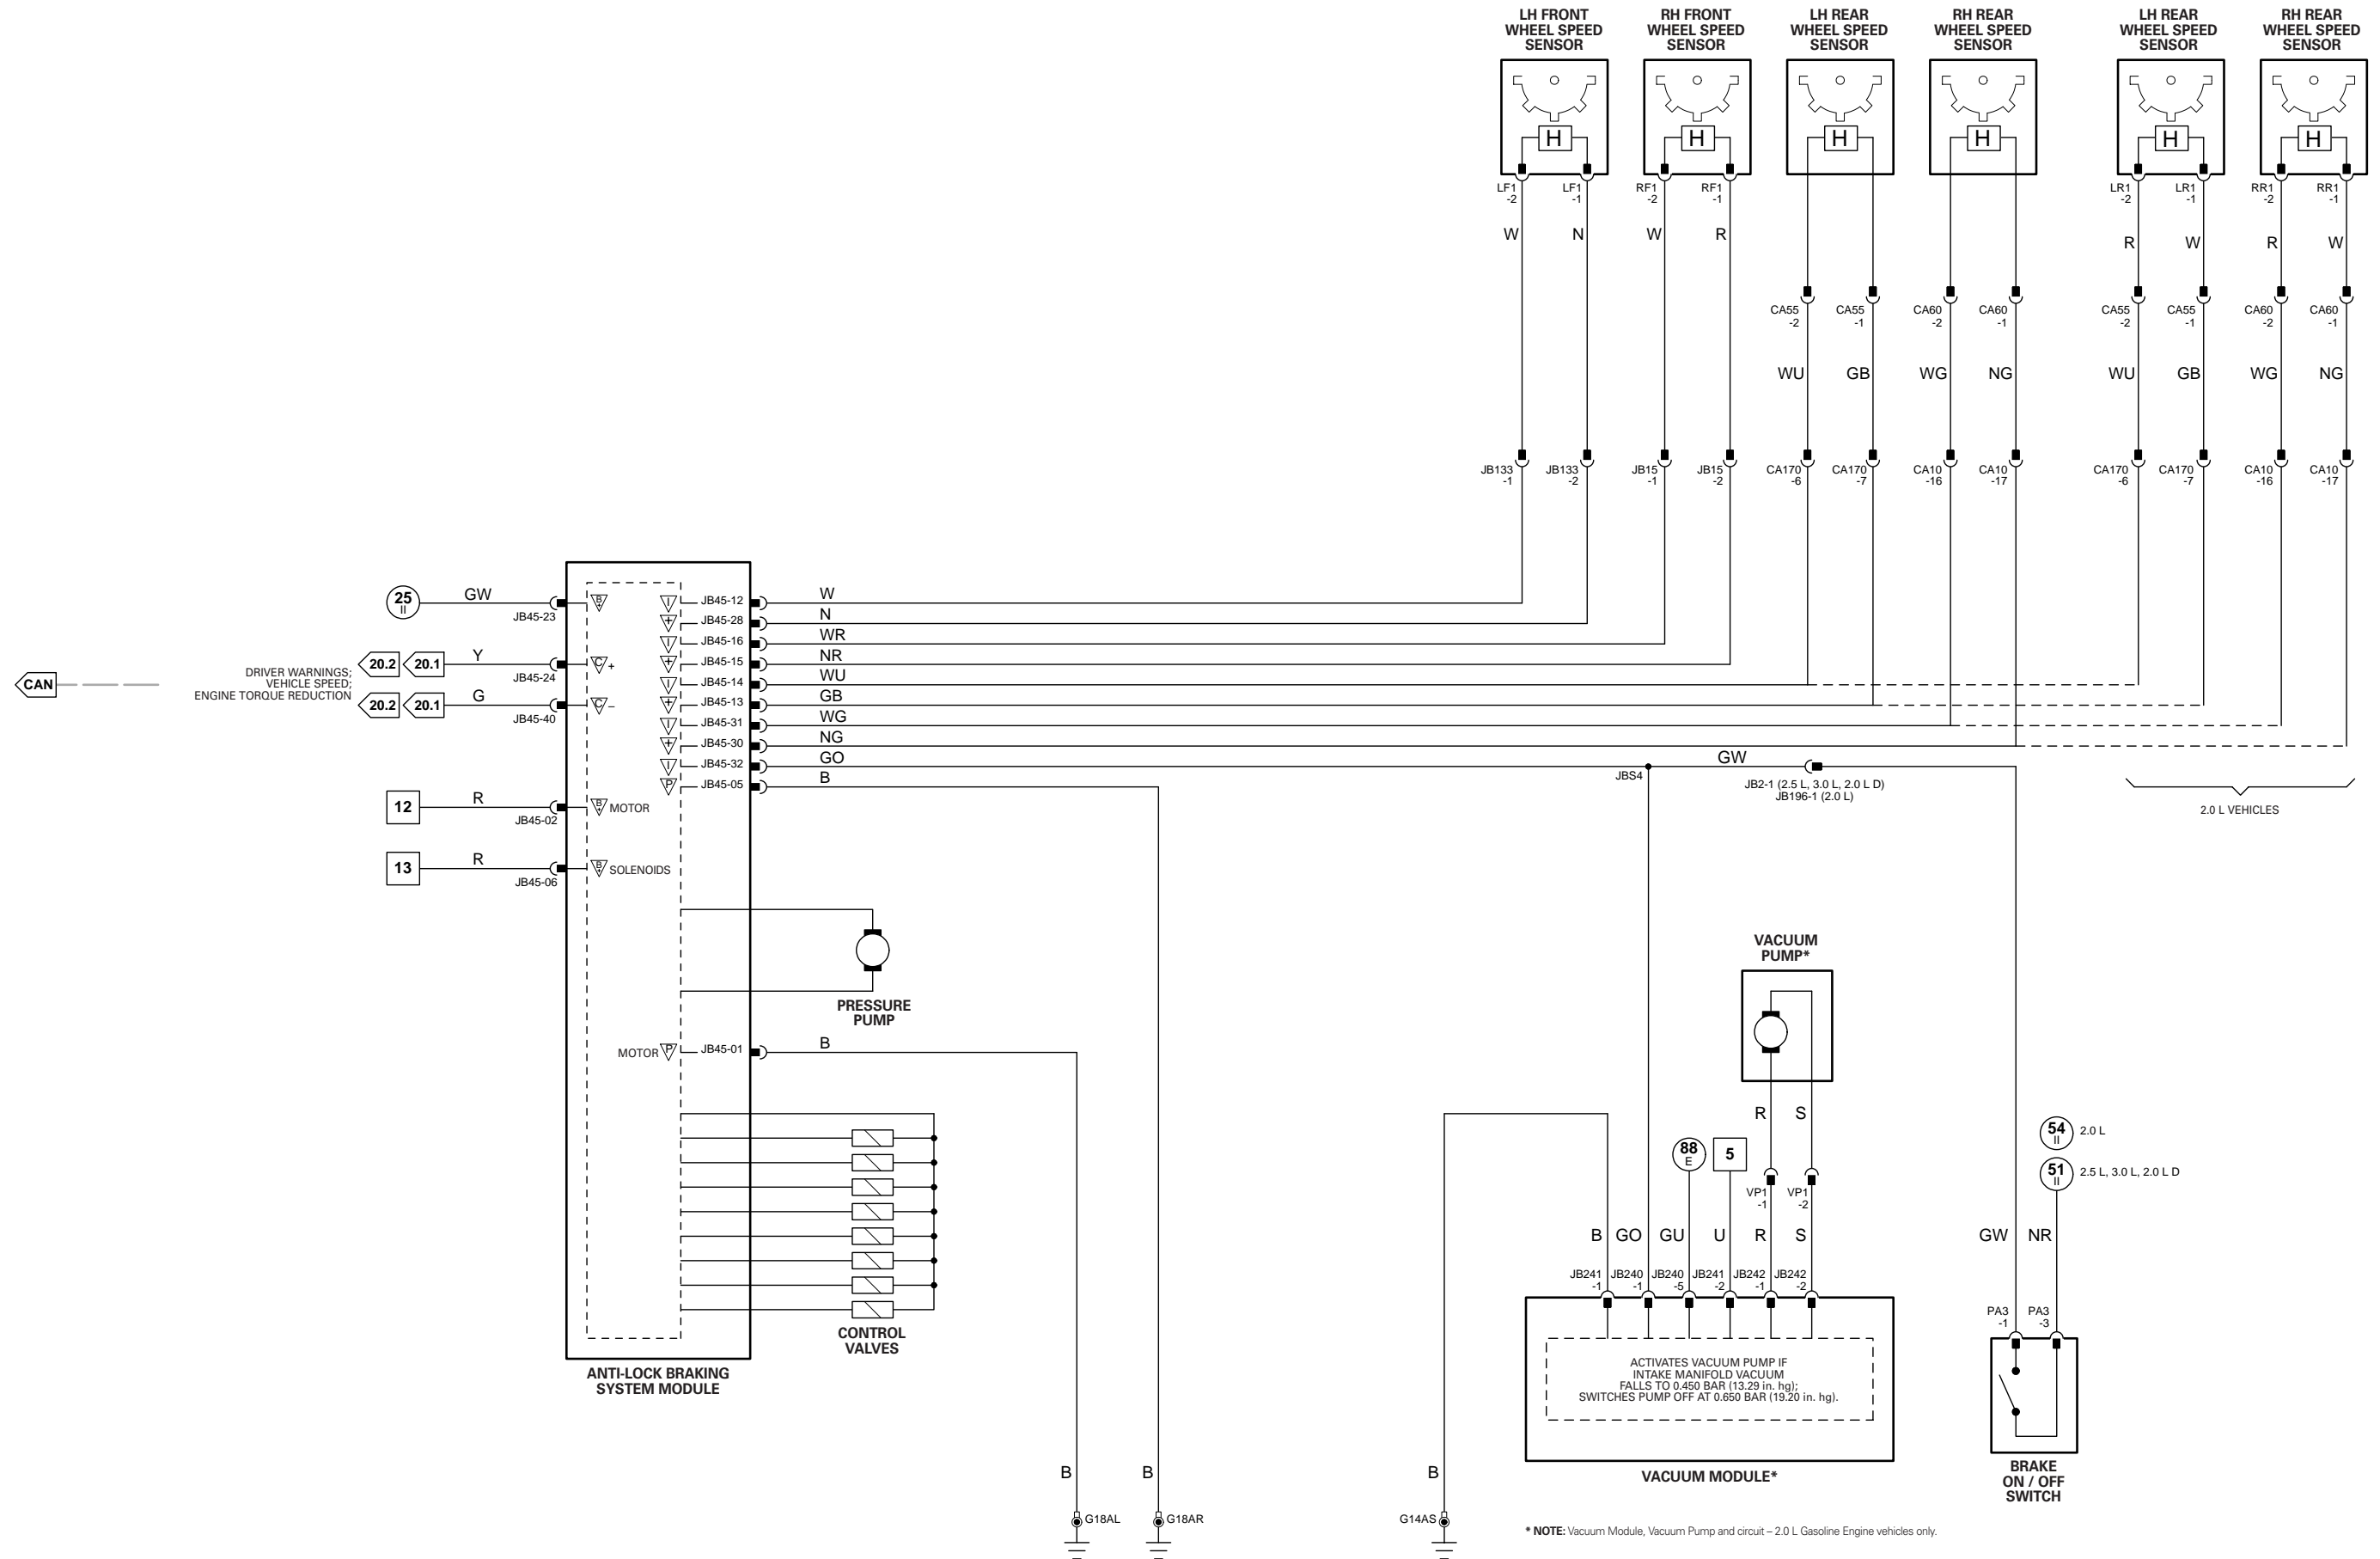 LH FRONT
WHEEL SPEED
SENSOR
RH FRONT
WHEEL SPEED
SENSOR
LH REAR
WHEEL SPEED
SENSOR
RH REAR
WHEEL SPEED
SENSOR
LH REAR
WHEEL SPEED
SENSOR
RH REAR
WHEEL SPEED
SENSOR
H H H H H H
LF1
-2
LF1
-1
RF1
-2
RF1
-1
LR1
-2
LR1
-1
RR1
-2
RR1
-1
W N W R R W R W
CA55
-2
CA55
-1
CA60
-2
CA60
-1
CA55
-2
CA55
-1
CA60
-2
CA60
-1
WU GB WG NG WU GB WG NG
JB133
-1
JB133
-2
JB15
-1
JB15
-2
CA170
-6
CA170
-7
CA10
-16
CA10
-17
CA170
-6
CA170
-7
CA10
-16
CA10
-17
25
II
GW
JB45-23
B+
I JB45-12 W
+ JB45-28 N
I JB45-16 WR
+ JB45-15 NR
I JB45-14 WU
+ JB45-13 GB
I JB45-31 WG
+ JB45-30 NG
I JB45-32 GO
P JB45-05 B
CAN
DRIVER WARNINGS;
VEHICLE SPEED;
ENGINE TORQUE REDUCTION
20.2 20.1 Y
JB45-24
C +
20.2 20.1 G
JB45-40
C –
12 R
JB45-02
B+ MOTOR
13 R
JB45-06
B+ SOLENOIDS
JBS4
GW
JB2-1 (2.5 L, 3.0 L, 2.0 L D)
JB196-1 (2.0 L)
2.0 L VEHICLES
PRESSURE
PUMP
MOTOR P JB45-01 B
CONTROL
VALVES
ANTI-LOCK BRAKING
SYSTEM MODULE
VACUUM
PUMP*
R S
88
E
5
VP1
-1
VP1
-2
B GO GU U R S
JB241
-1
JB240
-1
JB240
-5
JB241
-2
JB242
-1
JB242
-2
ACTIVATES VACUUM PUMP IF
INTAKE MANIFOLD VACUUM
FALLS TO 0.450 BAR (13.29 in. hg);
SWITCHES PUMP OFF AT 0.650 BAR (19.20 in. hg).
VACUUM MODULE*
54
II
2.0 L
51
II
2.5 L, 3.0 L, 2.0 L D
GW NR
PA3
-1
PA3
-3
BRAKE
ON / OFF
SWITCH
B B B
G18AL G18AR G14AS
* NOTE: Vacuum Module, Vacuum Pump and circuit – 2.0 L Gasoline Engine vehicles only.